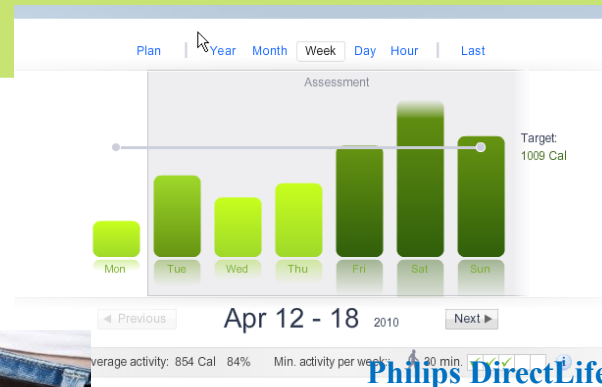 Plan Year Month Week Day Hour Last
Assessment
Target:
1009 Cal
Mon Tue Wed Thu Fri Sat Sun
Previous Apr 12 - 18 2010 Next
verage activity: 854 Cal 84% Min. activity per week: 30 min.
Philips DirectLife